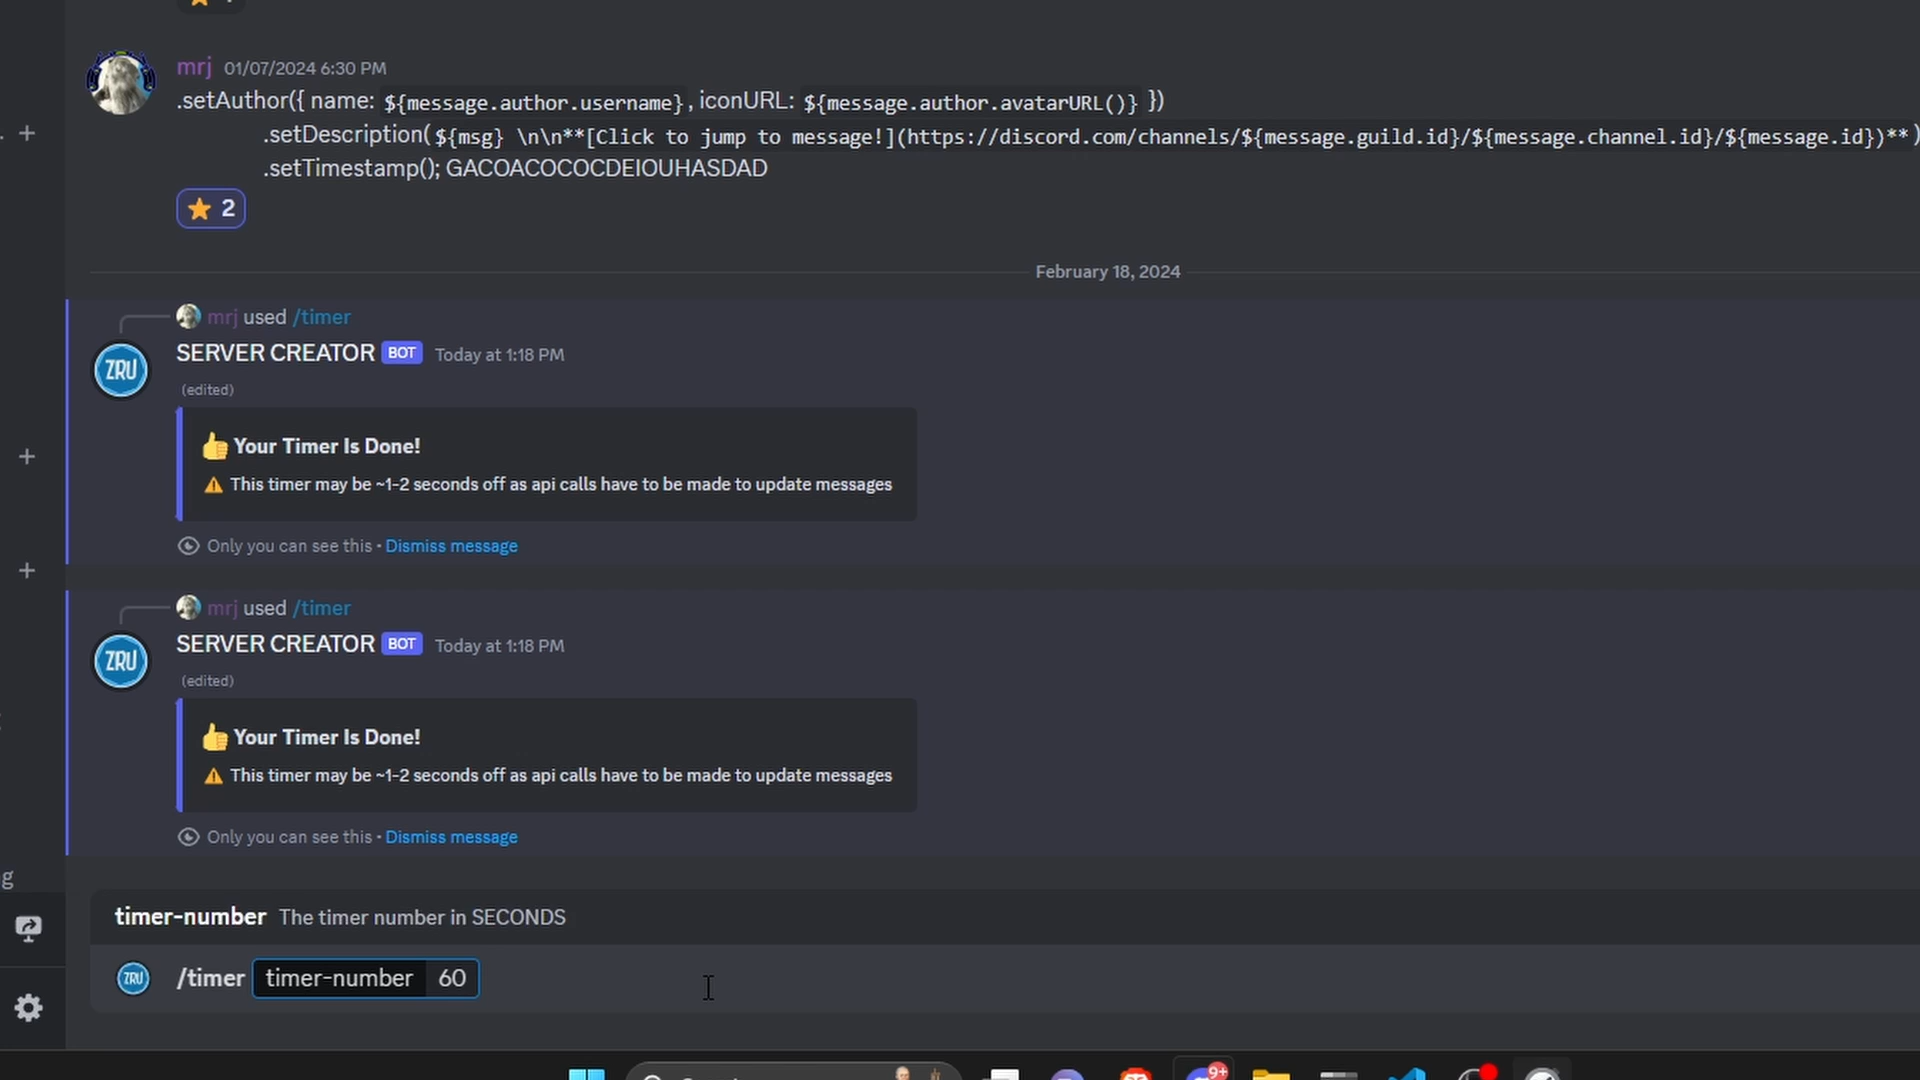 mrj 01/07/2024 6:30 PM
.setAuthor({ name: ${message.author.username}, iconURL: ${message.author.avatarURL()} })
.setDescription(${msg} \n\n**[Click to jump to message!](https://discord.com/channels/${message.guild.id}/${message.channel.id}/${message.id})**)
.setTimestamp(); GACOACOCOCDEIOUHASDAD
2
February 18, 2024
mrj used /timer
ZRU SERVER CREATOR BOT Today at 1:18 PM
(edited)
👍 Your Timer Is Done!
⚠ This timer may be ~1-2 seconds off as api calls have to be made to update messages
Only you can see this • Dismiss message
mrj used /timer
ZRU SERVER CREATOR BOT Today at 1:18 PM
(edited)
👍 Your Timer Is Done!
⚠ This timer may be ~1-2 seconds off as api calls have to be made to update messages
Only you can see this • Dismiss message
g
timer-number The timer number in SECONDS
ZRU /timer timer-number 60
9+